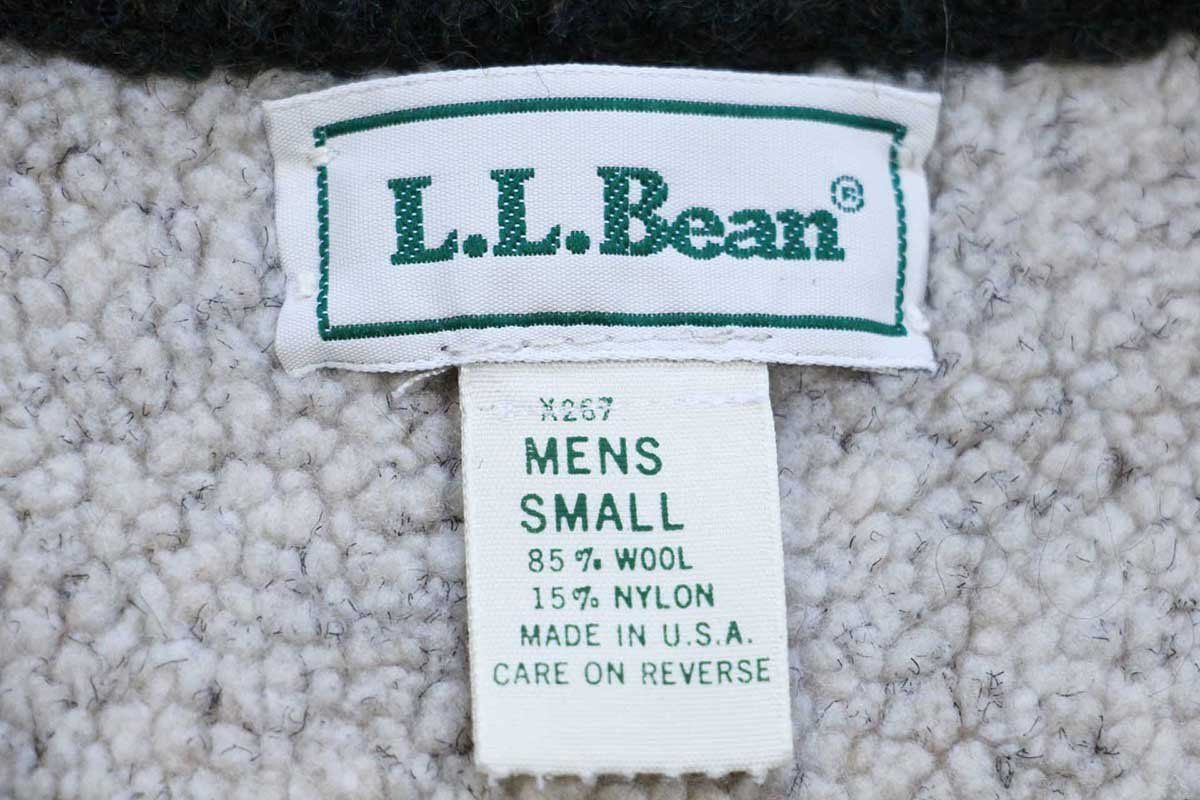 L.L.Bean®
X267
MENS
SMALL
85% WOOL
15% NYLON
MADE IN U.S.A.
CARE ON REVERSE